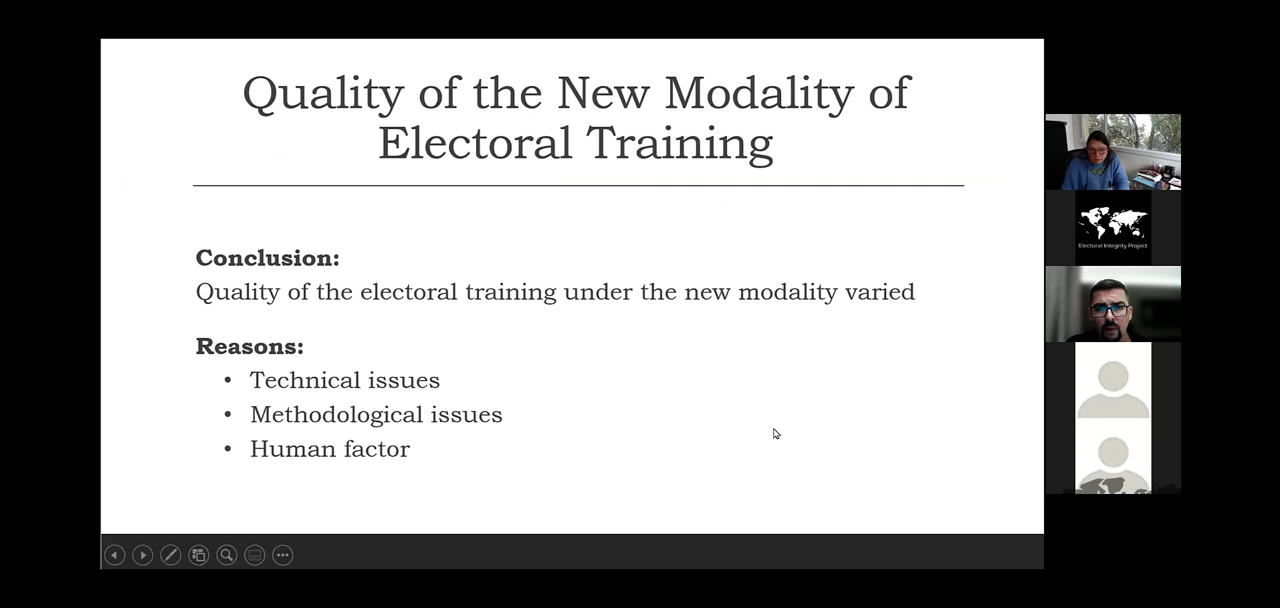 Quality of the New Modality of
Electoral Training
Conclusion:
Quality of the electoral training under the new modality varied
Reasons:
• Technical issues
• Methodological issues
• Human factor
Electoral Integrity Project